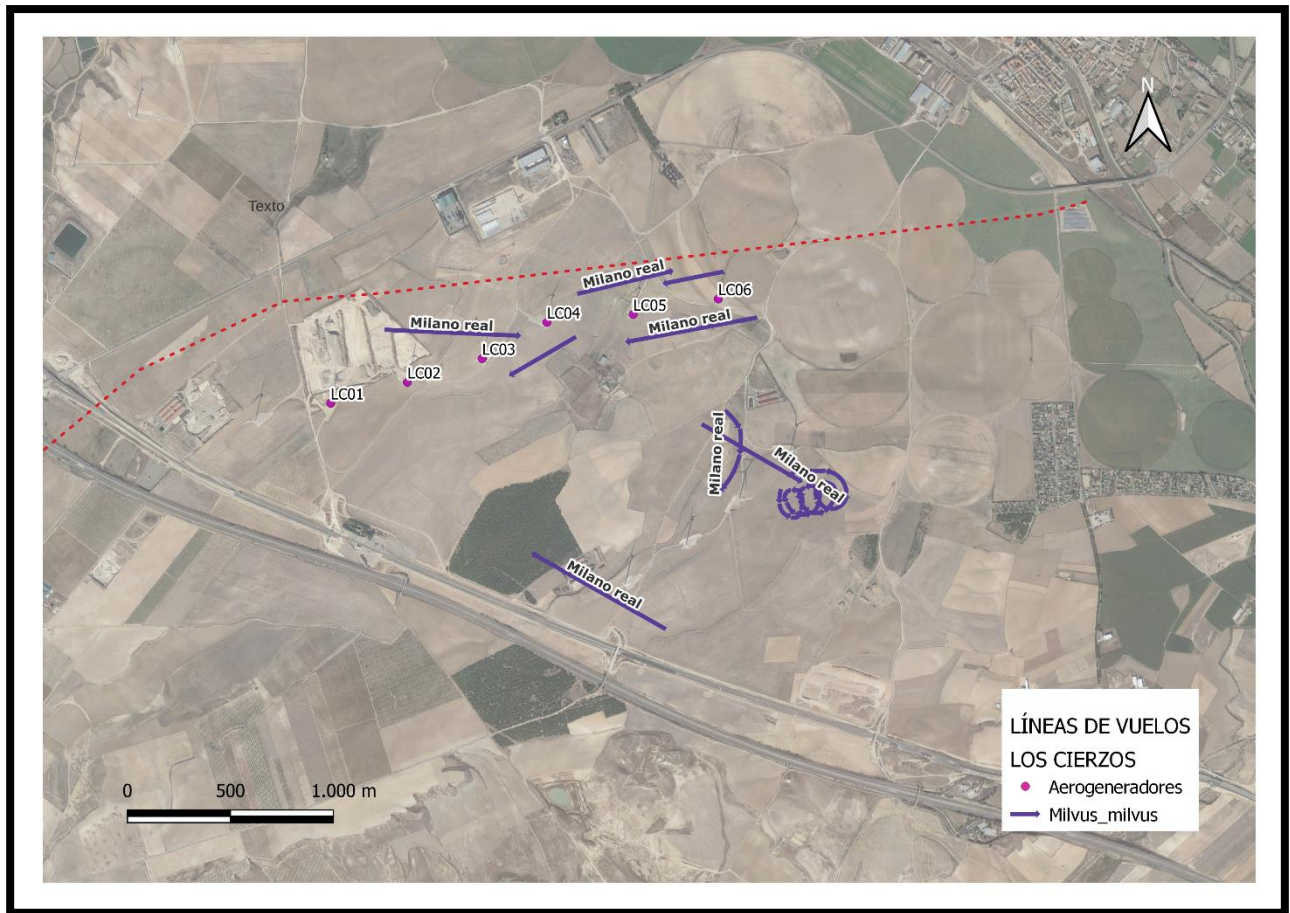 N
Texto
Milano real
LC06
LC05
LC04
Milano real
Milano real
LC03
LC02
LC01
Milano real
Milano real
Milano real
LÍNEAS DE VUELOS
LOS CIERZOS
Aerogeneradores
Milvus_milvus
0 500 1.000 m